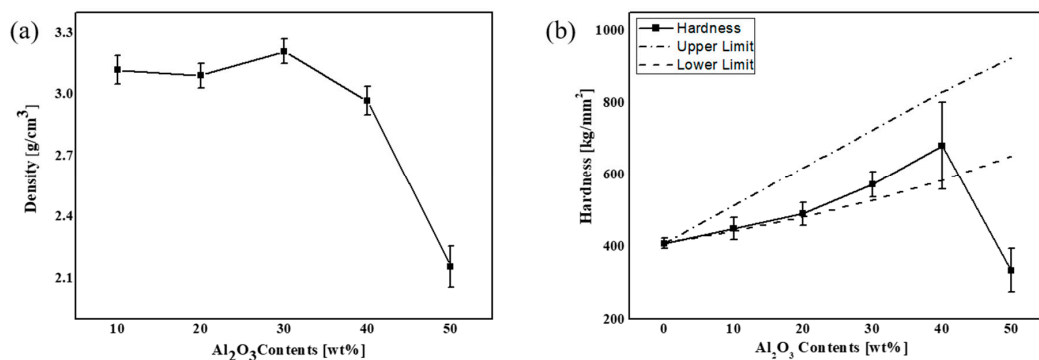 (a)
3.3
3.0
2.7
2.4
2.1
Density [g/cm³]
10 20 30 40 50
Al₂O₃Contents [wt%]
(b)
1000
800
600
400
200
Hardness [kg/mm²]
Hardness
Upper Limit
Lower Limit
0 10 20 30 40 50
Al₂O₃ Contents [wt%]